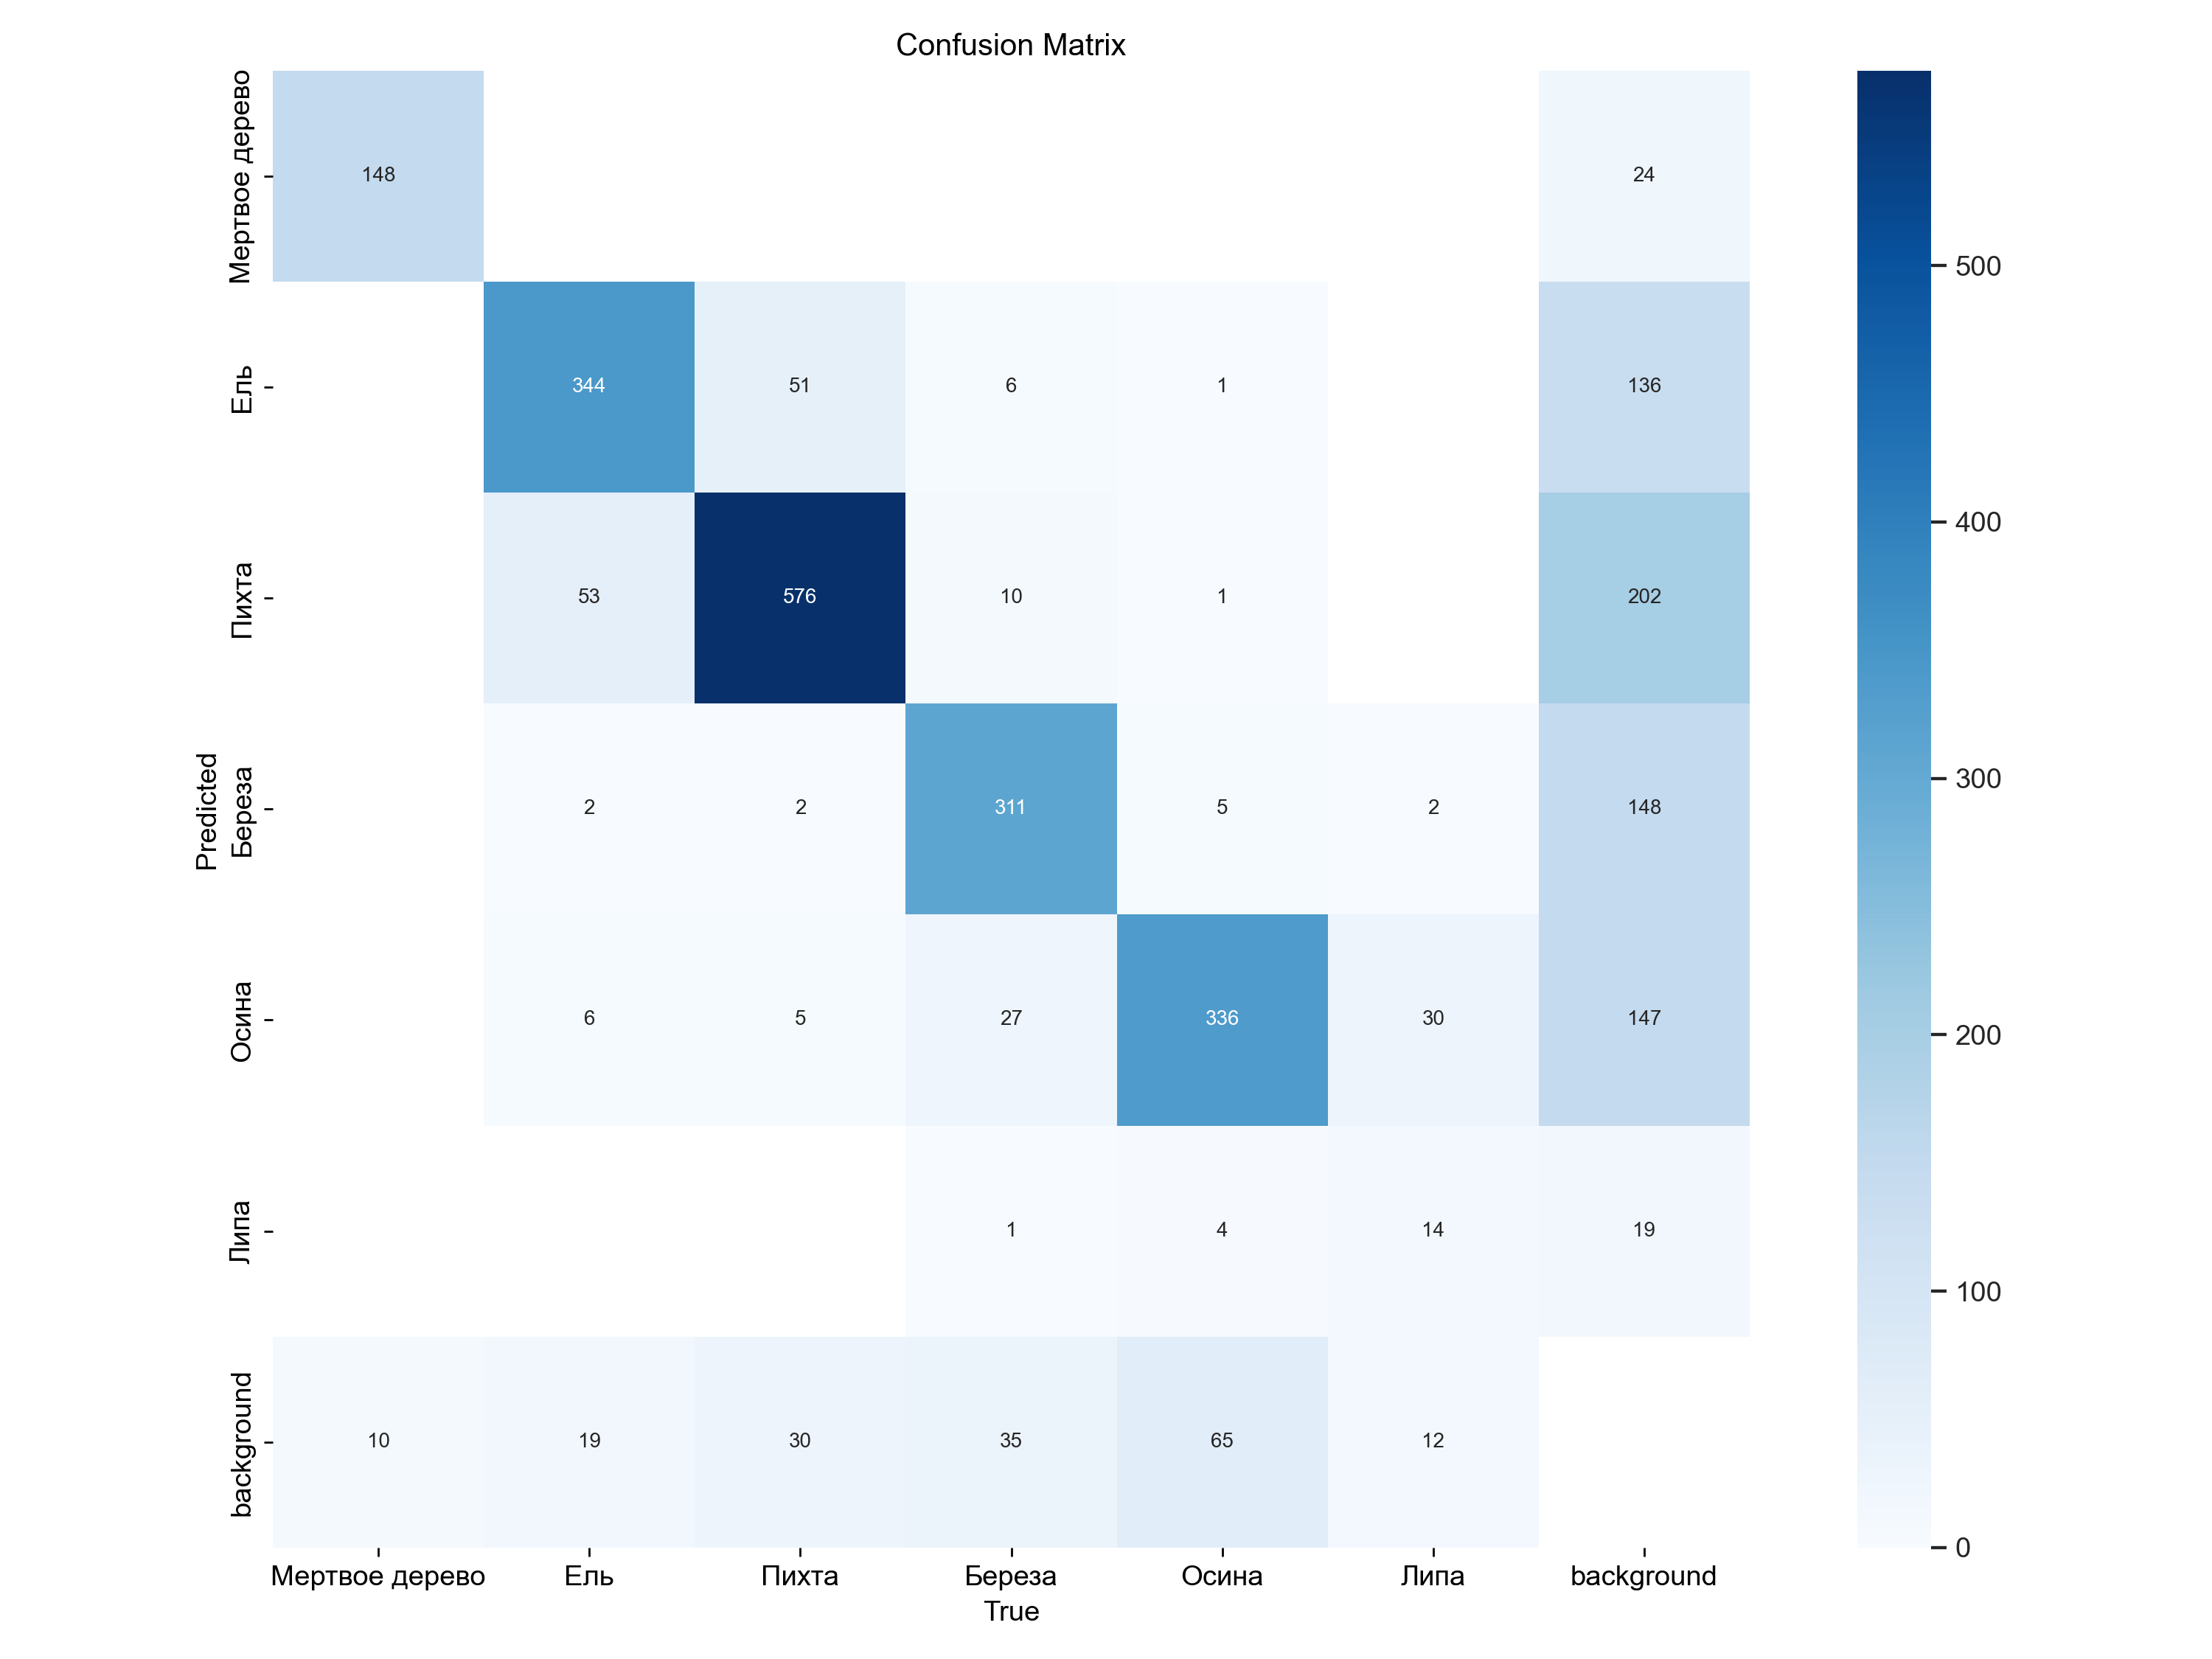 Confusion Matrix
Мертвое дерево
148
24
500
Ель
344
51
6
1
136
400
Пихта
53
576
10
1
202
300
Predicted
Береза
2
2
311
5
2
148
200
Осина
6
5
27
336
30
147
Липа
1
4
14
19
100
background
10
19
30
35
65
12
0
Мертвое дерево
Ель
Пихта
Береза
Осина
Липа
background
True